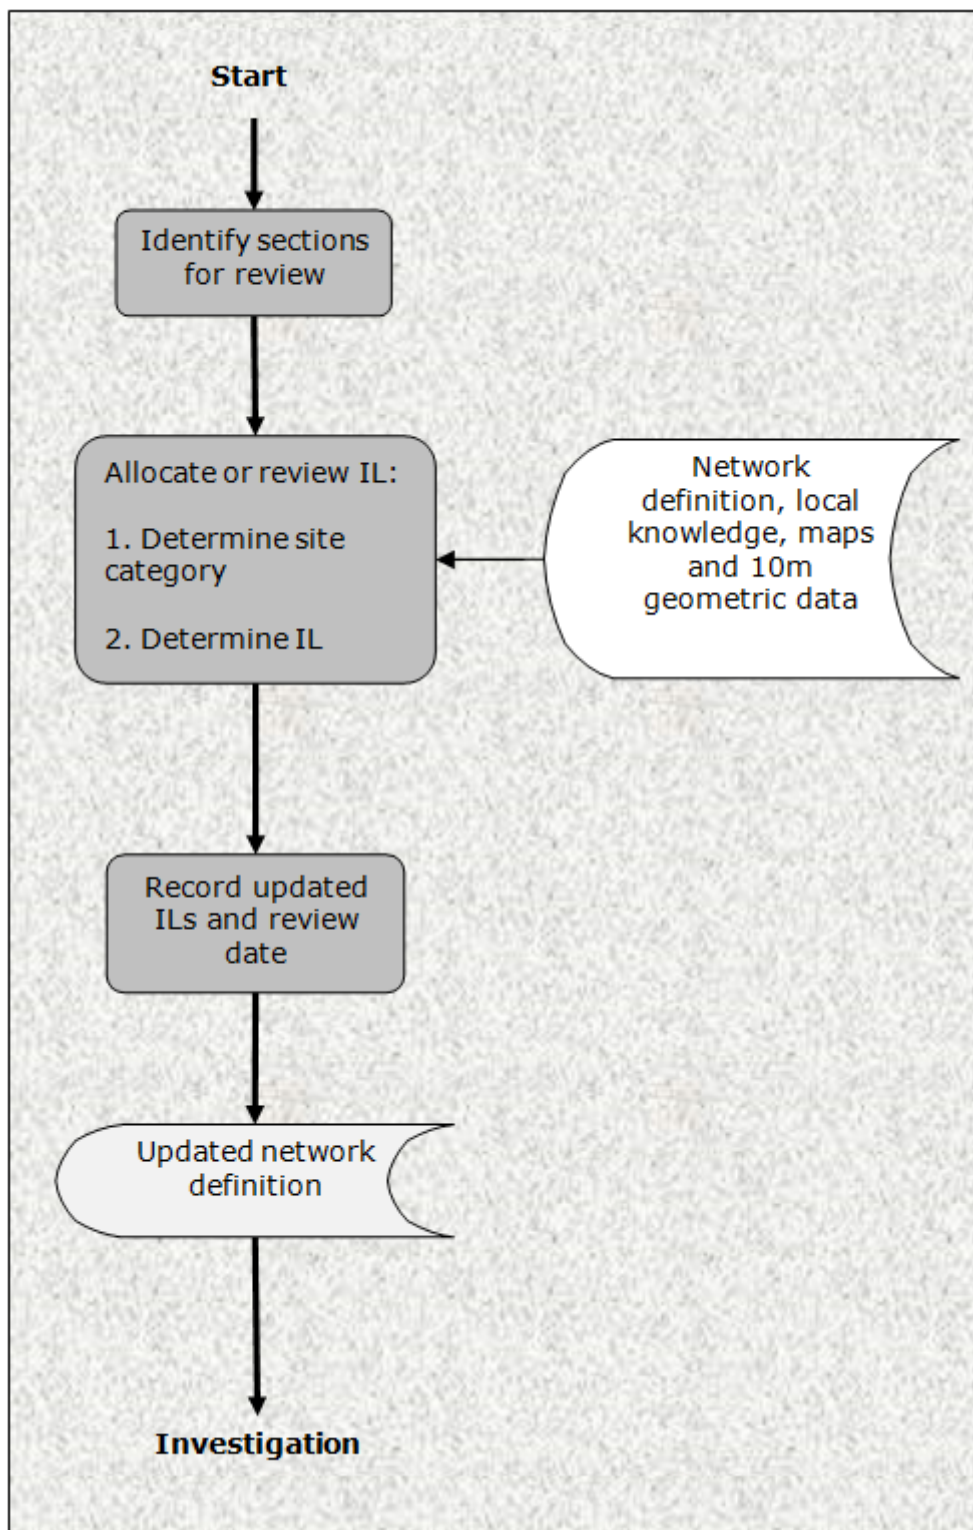 Start
Identify sections
for review
Allocate or review IL:
1. Determine site
category
2. Determine IL
Network
definition, local
knowledge, maps
and 10m
geometric data
Record updated
ILs and review
date
Updated network
definition
Investigation